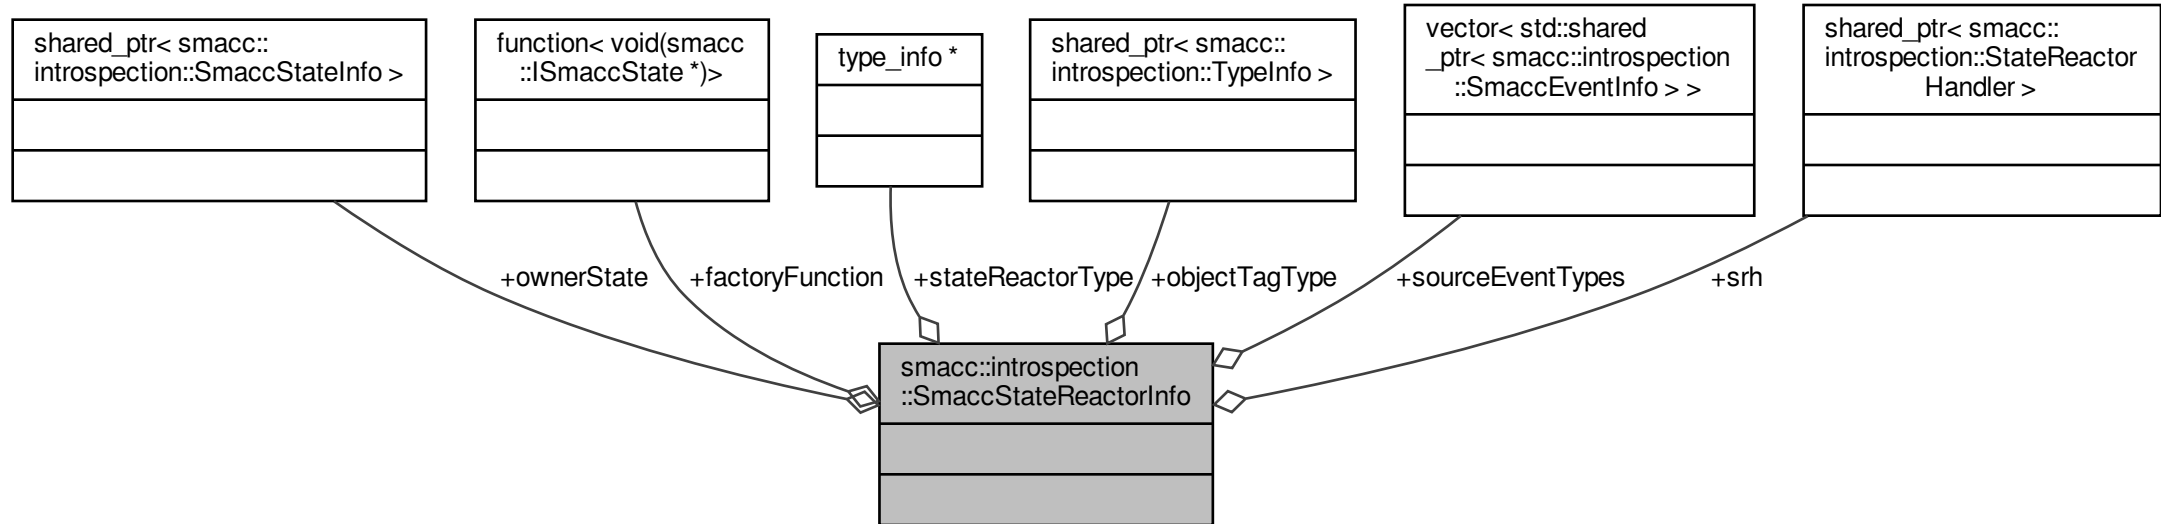 shared_ptr< smacc::
introspection::SmaccStateInfo >
function< void(smacc
::ISmaccState *)>
type_info *
shared_ptr< smacc::
introspection::TypeInfo >
vector< std::shared
_ptr< smacc::introspection
::SmaccEventInfo > >
shared_ptr< smacc::
introspection::StateReactor
Handler >
+ownerState
+factoryFunction
+stateReactorType
+objectTagType
+sourceEventTypes
+srh
smacc::introspection
::SmaccStateReactorInfo